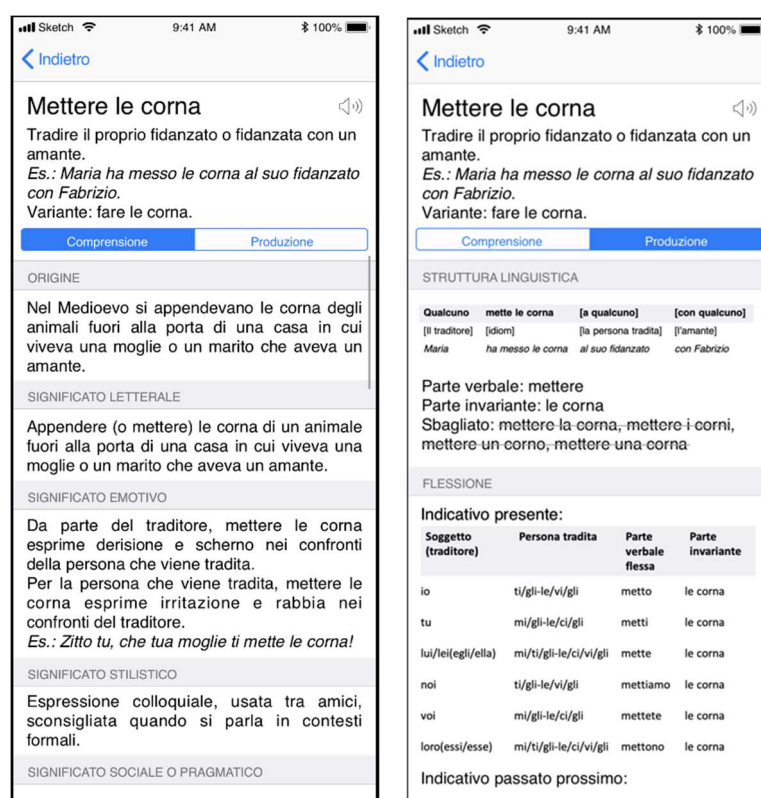 Sketch 9:41 AM 100%
Indietro
Mettere le corna
Tradire il proprio fidanzato o fidanzata con un
amante.
Es.: Maria ha messo le corna al suo fidanzato
con Fabrizio.
Variante: fare le corna.
Comprensione Produzione
ORIGINE
Nel Medioevo si appendevano le corna degli
animali fuori alla porta di una casa in cui
viveva una moglie o un marito che aveva un
amante.
SIGNIFICATO LETTERALE
Appendere (o mettere) le corna di un animale
fuori alla porta di una casa in cui viveva una
moglie o un marito che aveva un amante.
SIGNIFICATO EMOTIVO
Da parte del traditore, mettere le corna
esprime derisione e scherno nei confronti
della persona che viene tradita.
Per la persona che viene tradita, mettere le
corna esprime irritazione e rabbia nei
confronti del traditore.
Es.: Zitto tu, che tua moglie ti mette le corna!
SIGNIFICATO STILISTICO
Espressione colloquiale, usata tra amici,
sconsigliata quando si parla in contesti
formali.
SIGNIFICATO SOCIALE O PRAGMATICO
Sketch 9:41 AM 100%
Indietro
Mettere le corna
Tradire il proprio fidanzato o fidanzata con un
amante.
Es.: Maria ha messo le corna al suo fidanzato
con Fabrizio.
Variante: fare le corna.
Comprensione Produzione
STRUTTURA LINGUISTICA
Qualcuno mette le corna [a qualcuno] [con qualcuno]
[Il traditore] [idiom] [la persona tradita] [l'amante]
Maria ha messo le corna al suo fidanzato con Fabrizio
Parte verbale: mettere
Parte invariante: le corna
Sbagliato: mettere la corna, mettere i corni,
mettere un corno, mettere una corna
FLESSIONE
Indicativo presente:
Soggetto Persona tradita Parte Parte
(traditore) verbale invariante
flessa
io ti/gli-le/vi/gli metto le corna
tu mi/gli-le/ci/gli metti le corna
lui/lei(egli/ella) mi/ti/gli-le/ci/vi/gli mette le corna
noi ti/gli-le/vi/gli mettiamo le corna
voi mi/gli-le/ci/gli mettete le corna
loro(essi/esse) mi/ti/gli-le/ci/vi/gli mettono le corna
Indicativo passato prossimo: